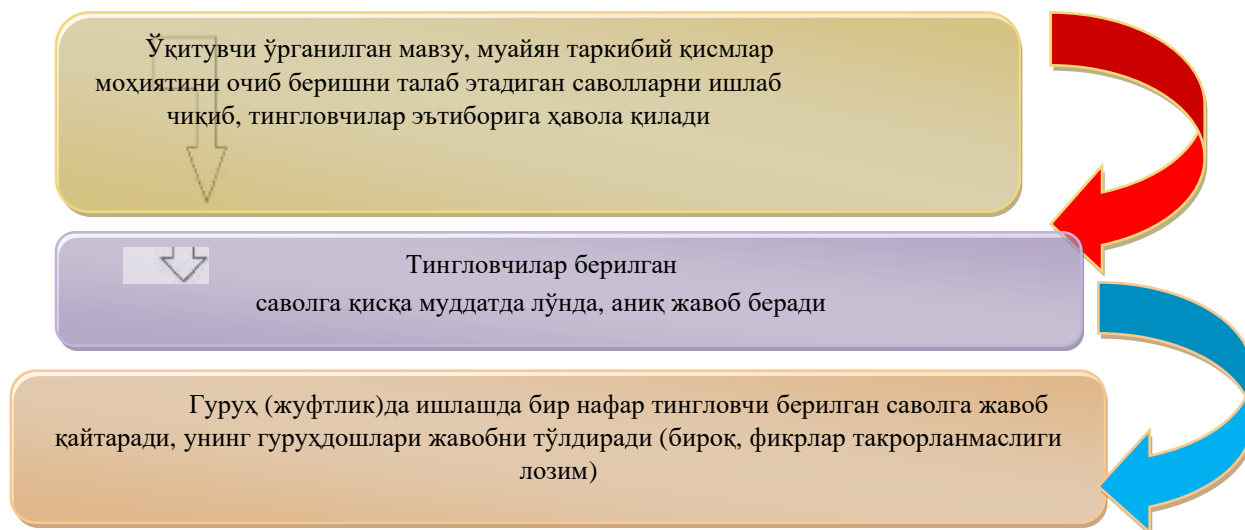 Ўқитувчи ўрганилган мавзу, муайян таркибий қисмлар
моҳиятини очиб беришни талаб этадиган саволларни ишлаб
чиқиб, тингловчилар эътиборига ҳавола қилади
Тингловчилар берилган
саволга қисқа муддатда лўнда, аниқ жавоб беради
Гуруҳ (жуфтлик)да ишлашда бир нафар тингловчи берилган саволга жавоб
қайтаради, унинг гуруҳдошлари жавобни тўлдиради (бироқ, фикрлар такрорланмаслиги
лозим)